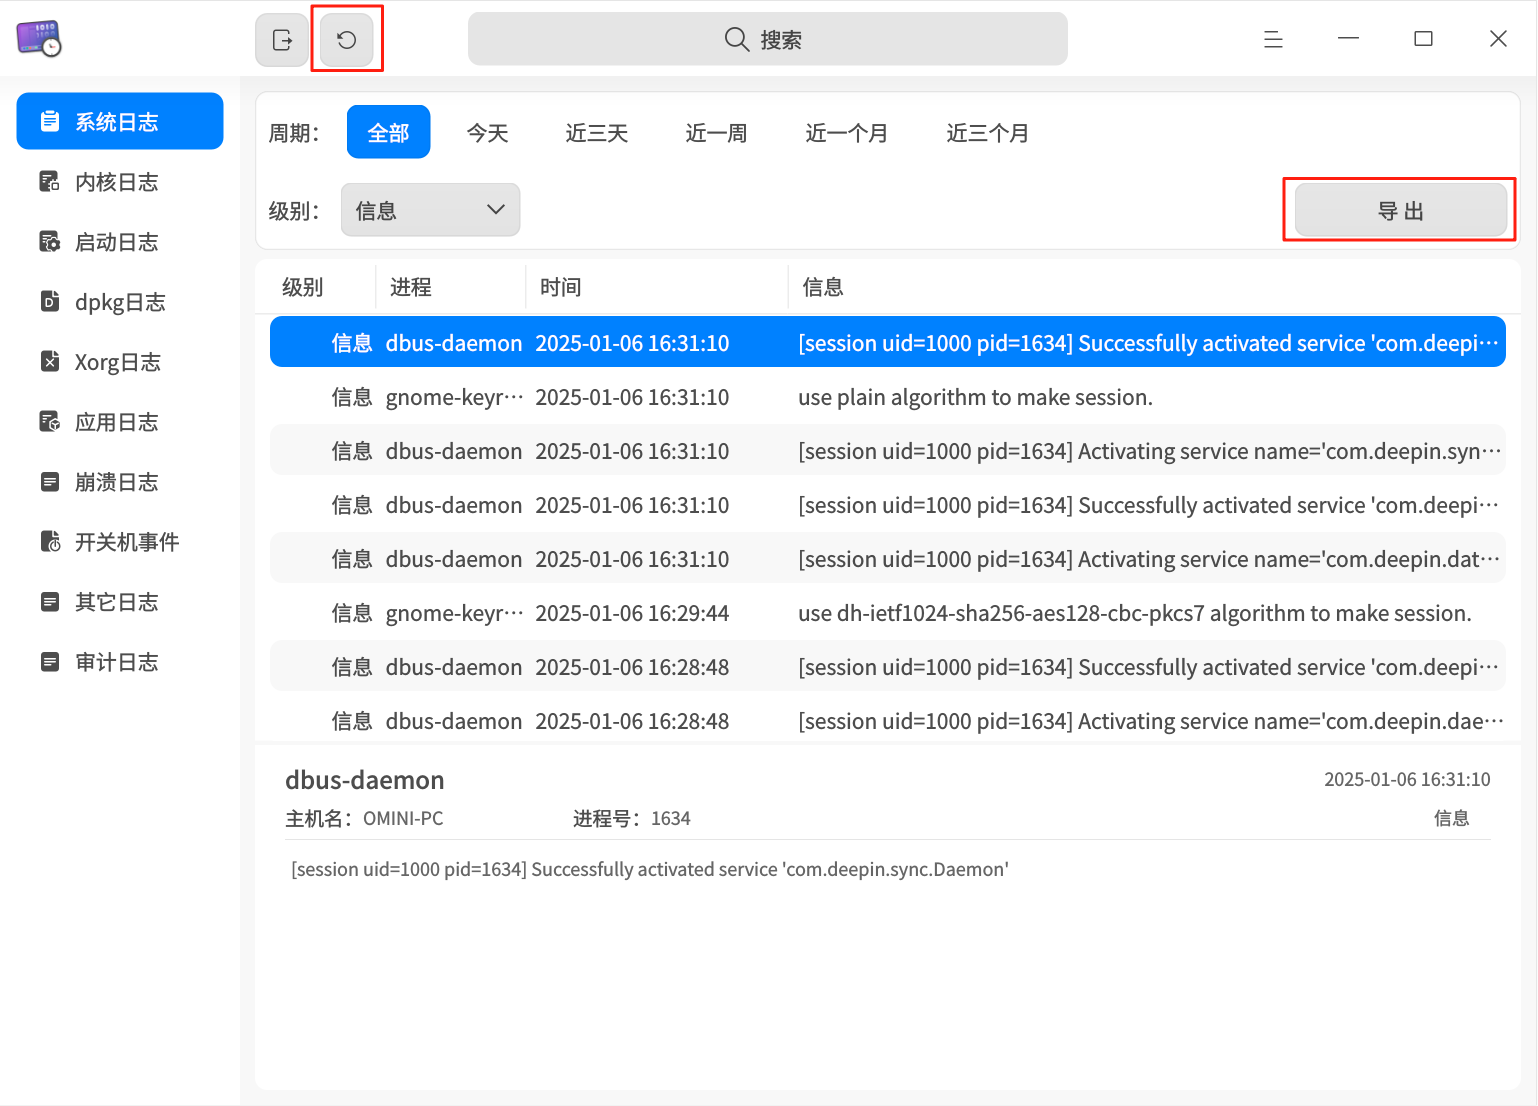 搜索
系统日志
内核日志
启动日志
dpkg日志
Xorg日志
应用日志
崩溃日志
开关机事件
其它日志
审计日志
周期： 全部 今天 近三天 近一周 近一个月 近三个月
级别： 信息 导 出
级别 进程 时间 信息
信息 dbus-daemon 2025-01-06 16:31:10 [session uid=1000 pid=1634] Successfully activated service 'com.deepi···
信息 gnome-keyr··· 2025-01-06 16:31:10 use plain algorithm to make session.
信息 dbus-daemon 2025-01-06 16:31:10 [session uid=1000 pid=1634] Activating service name='com.deepin.syn···
信息 dbus-daemon 2025-01-06 16:31:10 [session uid=1000 pid=1634] Successfully activated service 'com.deepi···
信息 dbus-daemon 2025-01-06 16:31:10 [session uid=1000 pid=1634] Activating service name='com.deepin.dat···
信息 gnome-keyr··· 2025-01-06 16:29:44 use dh-ietf1024-sha256-aes128-cbc-pkcs7 algorithm to make session.
信息 dbus-daemon 2025-01-06 16:28:48 [session uid=1000 pid=1634] Successfully activated service 'com.deepi···
信息 dbus-daemon 2025-01-06 16:28:48 [session uid=1000 pid=1634] Activating service name='com.deepin.dae···
dbus-daemon 2025-01-06 16:31:10
主机名： OMINI-PC 进程号： 1634 信息
[session uid=1000 pid=1634] Successfully activated service 'com.deepin.sync.Daemon'